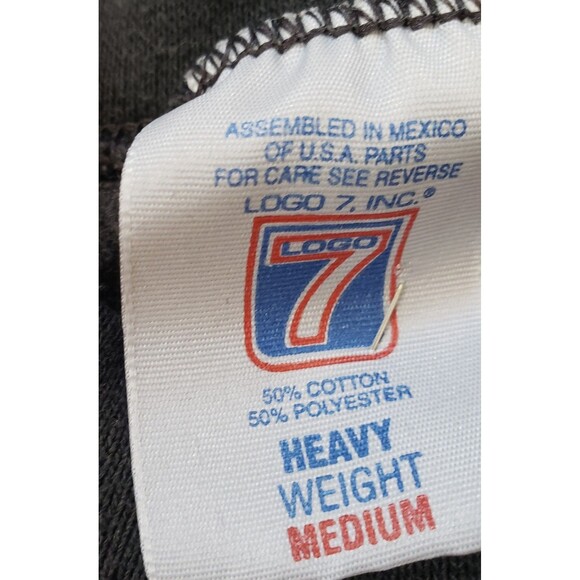 ASSEMBLED IN MEXICO
OF U.S.A. PARTS
FOR CARE SEE REVERSE
LOGO 7, INC.®
LOGO
7
50% COTTON
50% POLYESTER
HEAVY
WEIGHT
MEDIUM